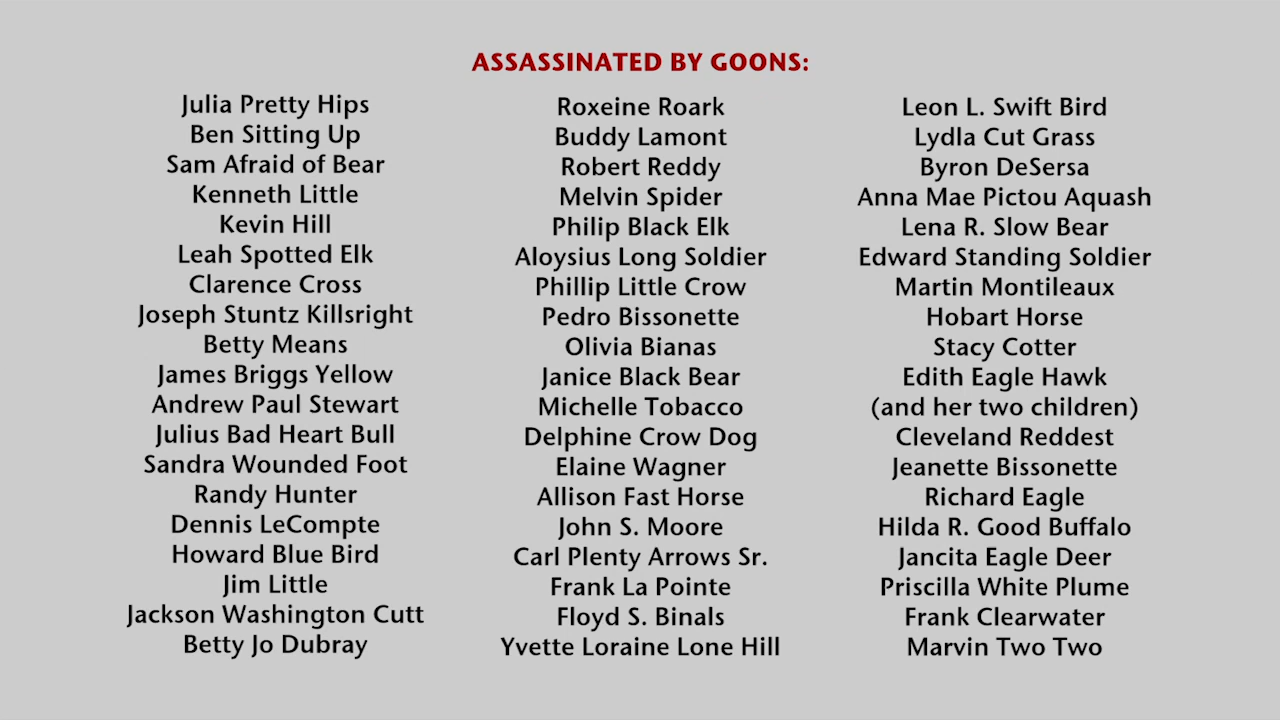 ASSASSINATED BY GOONS:
Julia Pretty Hips
Ben Sitting Up
Sam Afraid of Bear
Kenneth Little
Kevin Hill
Leah Spotted Elk
Clarence Cross
Joseph Stuntz Killsright
Betty Means
James Briggs Yellow
Andrew Paul Stewart
Julius Bad Heart Bull
Sandra Wounded Foot
Randy Hunter
Dennis LeCompte
Howard Blue Bird
Jim Little
Jackson Washington Cutt
Betty Jo Dubray
Roxeine Roark
Buddy Lamont
Robert Reddy
Melvin Spider
Philip Black Elk
Aloysius Long Soldier
Phillip Little Crow
Pedro Bissonette
Olivia Bianas
Janice Black Bear
Michelle Tobacco
Delphine Crow Dog
Elaine Wagner
Allison Fast Horse
John S. Moore
Carl Plenty Arrows Sr.
Frank La Pointe
Floyd S. Binals
Yvette Loraine Lone Hill
Leon L. Swift Bird
Lydla Cut Grass
Byron DeSersa
Anna Mae Pictou Aquash
Lena R. Slow Bear
Edward Standing Soldier
Martin Montileaux
Hobart Horse
Stacy Cotter
Edith Eagle Hawk
(and her two children)
Cleveland Reddest
Jeanette Bissonette
Richard Eagle
Hilda R. Good Buffalo
Jancita Eagle Deer
Priscilla White Plume
Frank Clearwater
Marvin Two Two